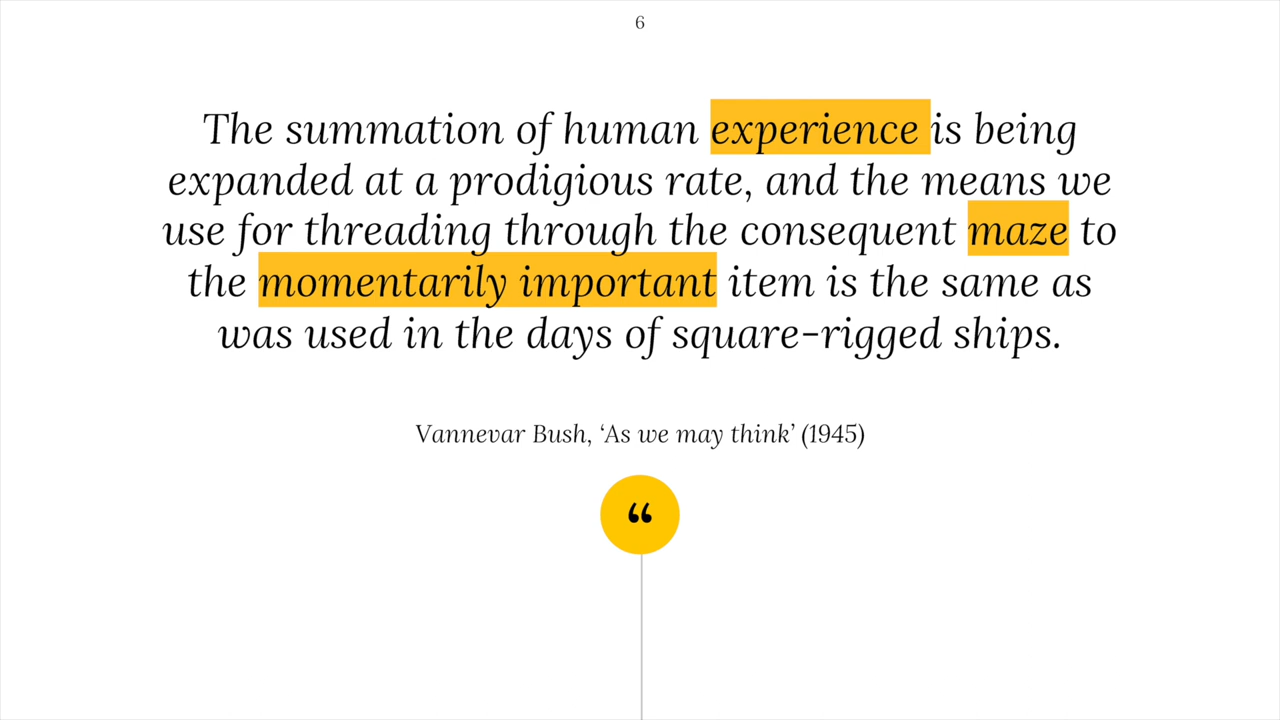 6
The summation of human experience is being
expanded at a prodigious rate, and the means we
use for threading through the consequent maze to
the momentarily important item is the same as
was used in the days of square-rigged ships.
Vannevar Bush, ‘As we may think’ (1945)
“